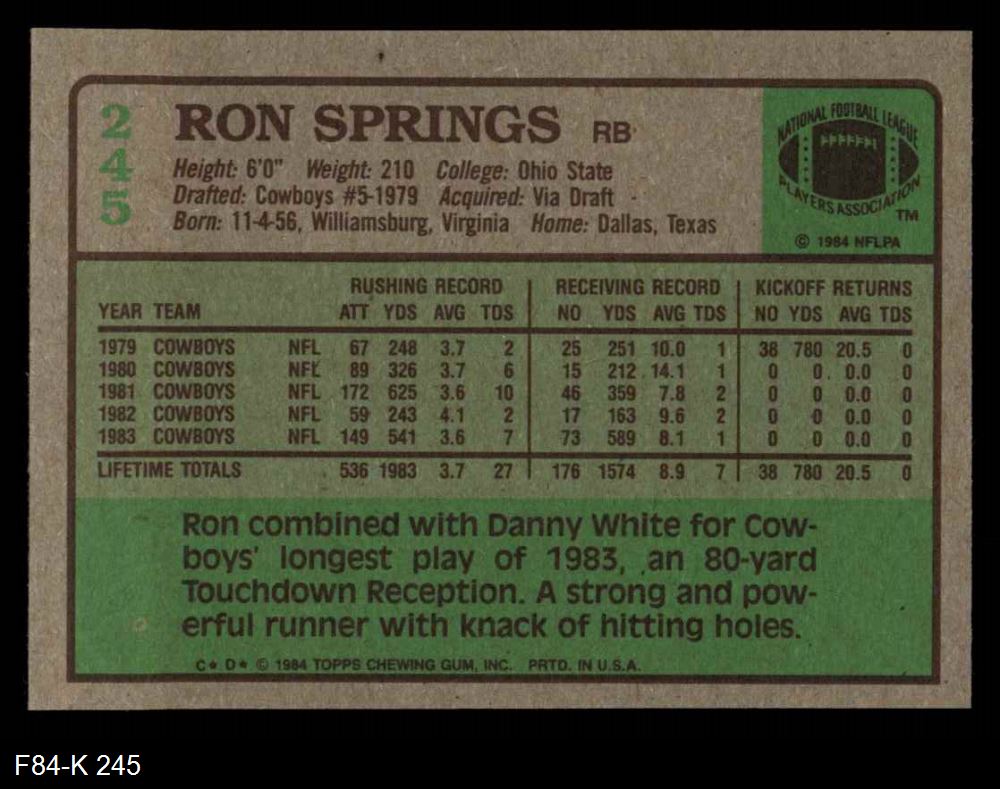 245
RON SPRINGS RB
Height: 6'0" Weight: 210 College: Ohio State
Drafted: Cowboys #5-1979 Acquired: Via Draft
Born: 11-4-56, Williamsburg, Virginia Home: Dallas, Texas
NATIONAL FOOTBALL LEAGUE
PLAYERS ASSOCIATION
TM
© 1984 NFLPA
RUSHING RECORD RECEIVING RECORD KICKOFF RETURNS
YEAR TEAM ATT YDS AVG TDS NO YDS AVG TDS NO YDS AVG TDS
1979 COWBOYS NFL 67 248 3.7 2 25 251 10.0 1 38 780 20.5 0
1980 COWBOYS NFL 89 326 3.7 6 15 212 14.1 1 0 0 0.0 0
1981 COWBOYS NFL 172 625 3.6 10 46 359 7.8 2 0 0 0.0 0
1982 COWBOYS NFL 59 243 4.1 2 17 163 9.6 2 0 0 0.0 0
1983 COWBOYS NFL 149 541 3.6 7 73 589 8.1 1 0 0 0.0 0
LIFETIME TOTALS 536 1983 3.7 27 176 1574 8.9 7 38 780 20.5 0
Ron combined with Danny White for Cow-
boys' longest play of 1983, an 80-yard
Touchdown Reception. A strong and pow-
erful runner with knack of hitting holes.
C* D* © 1984 TOPPS CHEWING GUM, INC. PRTD. IN U.S.A.
F84-K 245